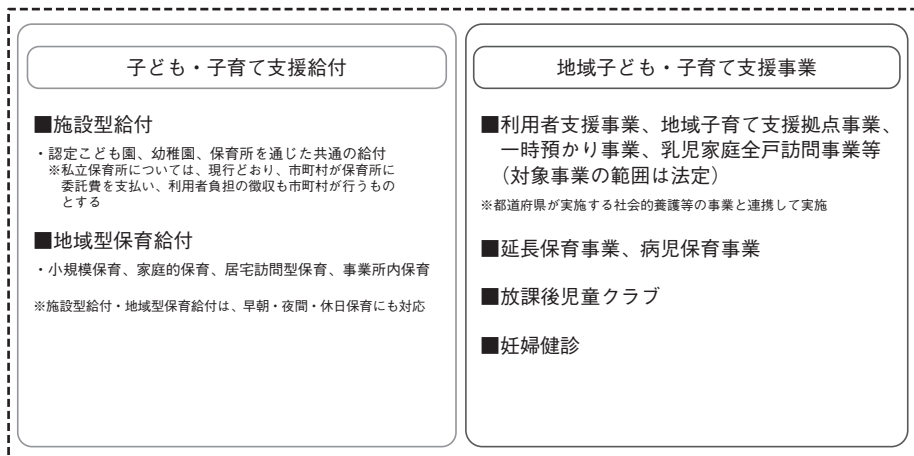 子ども・子育て支援給付
■施設型給付
・認定こども園、幼稚園、保育所を通じた共通の給付
※私立保育所については、現行どおり、市町村が保育所に
委託費を支払い、利用者負担の徴収も市町村が行うもの
とする
■地域型保育給付
・小規模保育、家庭的保育、居宅訪問型保育、事業所内保育
※施設型給付・地域型保育給付は、早朝・夜間・休日保育にも対応
地域子ども・子育て支援事業
■利用者支援事業、地域子育て支援拠点事業、
一時預かり事業、乳児家庭全戸訪問事業等
（対象事業の範囲は法定）
※都道府県が実施する社会的養護等の事業と連携して実施
■延長保育事業、病児保育事業
■放課後児童クラブ
■妊婦健診